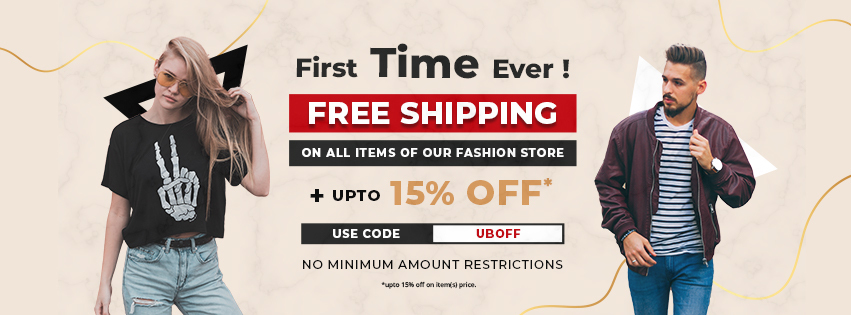 First Time Ever !
FREE SHIPPING
ON ALL ITEMS OF OUR FASHION STORE
+ UPTO 15% OFF*
USE CODE UBOFF
NO MINIMUM AMOUNT RESTRICTIONS
*upto 15% off on item(s) price.